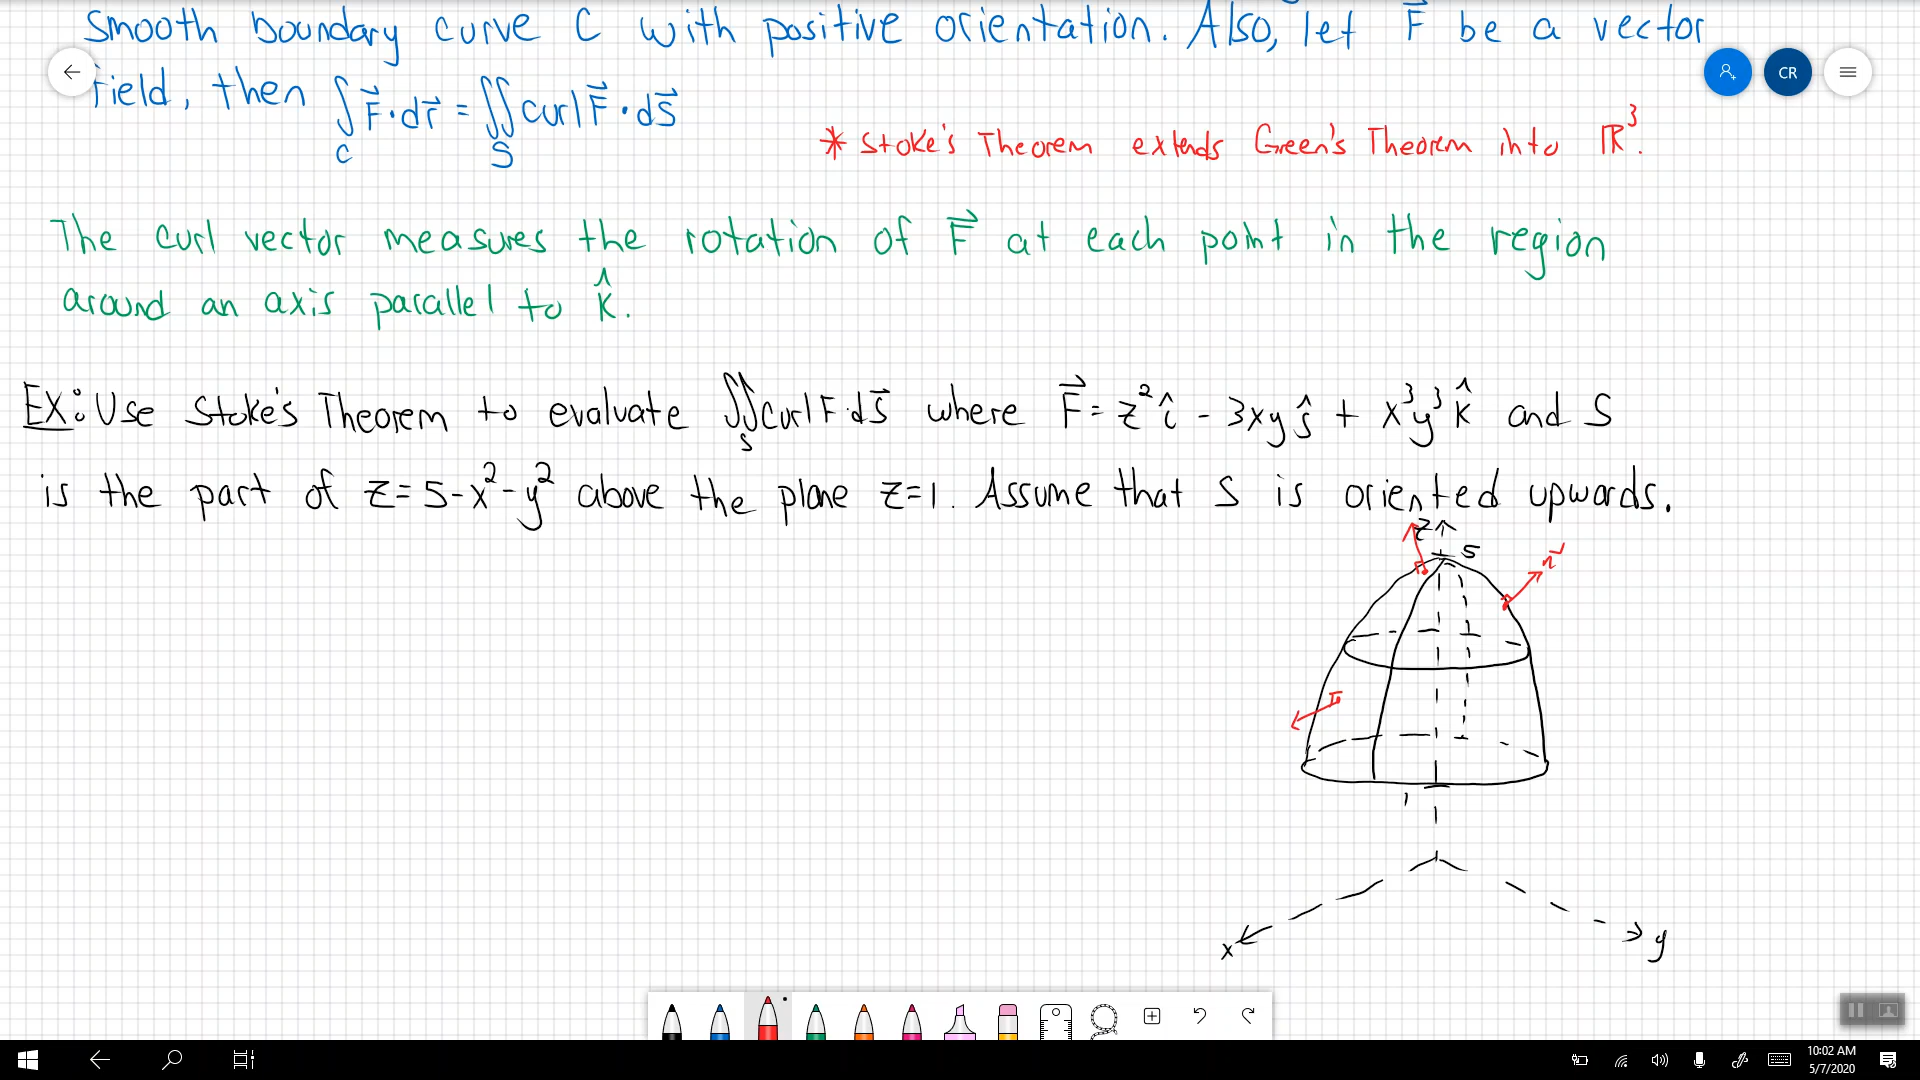 smooth boundary curve C with positive orientation. Also, let F⃗ be a vector
field, then ∫_C F⃗·dr⃗ = ∬_S curl F⃗ · dS⃗
* Stoke's Theorem extends Green's Theorem into ℝ³.
CR
The curl vector measures the rotation of F⃗ at each point in the region
around an axis parallel to k̂.
EX: Use Stoke's Theorem to evaluate ∬_S curl F·dS⃗ where F⃗ = z² î - 3xy ĵ + x³y³ k̂ and S
is the part of z=5-x²-y² above the plane z=1. Assume that S is oriented upwards.
z
5
n⃗
1
x
y
10:02 AM
5/7/2020